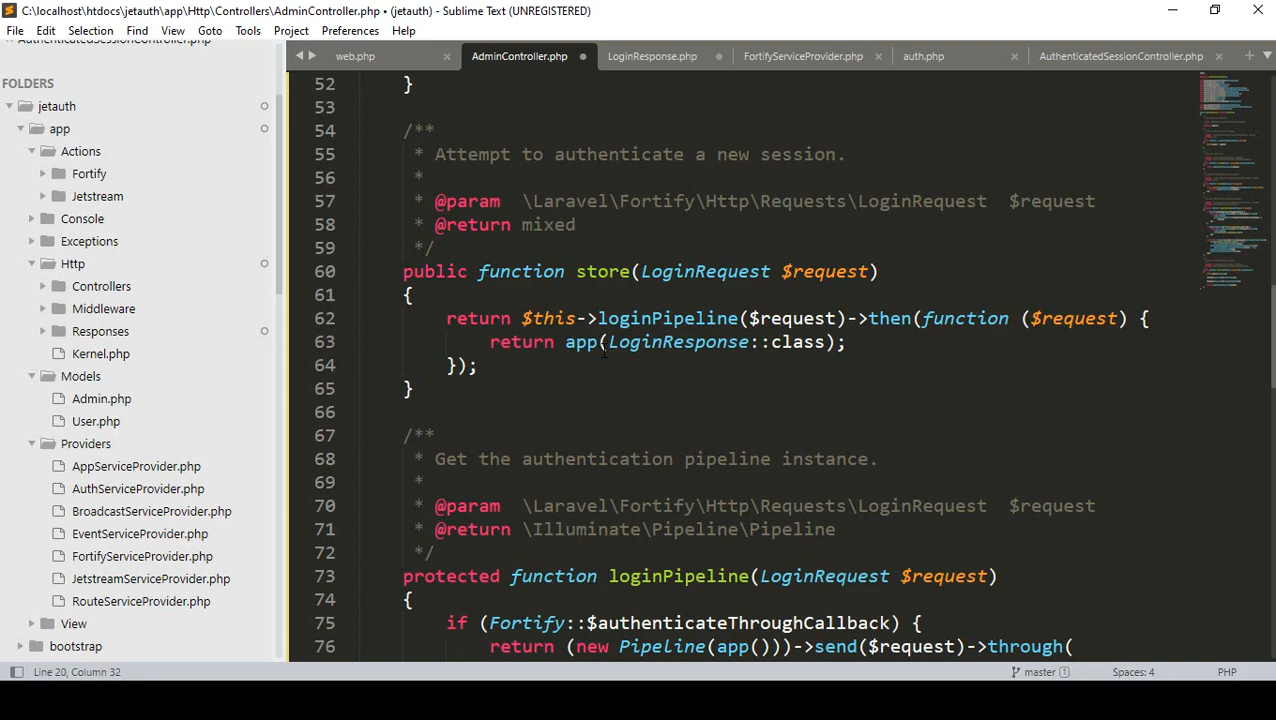 C:\localhost\htdocs\jetauth\app\Http\Controllers\AdminController.php • (jetauth) - Sublime Text (UNREGISTERED)
File Edit Selection Find View Goto Tools Project Preferences Help
AuthenticatedSessionController.php
FOLDERS
jetauth
app
Actions
Fortify
Jetstream
Console
Exceptions
Http
Controllers
Middleware
Responses
Kernel.php
Models
Admin.php
User.php
Providers
AppServiceProvider.php
AuthServiceProvider.php
BroadcastServiceProvider.php
EventServiceProvider.php
FortifyServiceProvider.php
JetstreamServiceProvider.php
RouteServiceProvider.php
View
bootstrap
web.php AdminController.php LoginResponse.php FortifyServiceProvider.php auth.php AuthenticatedSessionController.php
52 }
53
54 /**
55 * Attempt to authenticate a new session.
56 *
57 * @param \Laravel\Fortify\Http\Requests\LoginRequest $request
58 * @return mixed
59 */
60 public function store(LoginRequest $request)
61 {
62 return $this->loginPipeline($request)->then(function ($request) {
63 return app(LoginResponse::class);
64 });
65 }
66
67 /**
68 * Get the authentication pipeline instance.
69 *
70 * @param \Laravel\Fortify\Http\Requests\LoginRequest $request
71 * @return \Illuminate\Pipeline\Pipeline
72 */
73 protected function loginPipeline(LoginRequest $request)
74 {
75 if (Fortify::$authenticateThroughCallback) {
76 return (new Pipeline(app()))->send($request)->through(
Line 20, Column 32 master 1 Spaces: 4 PHP